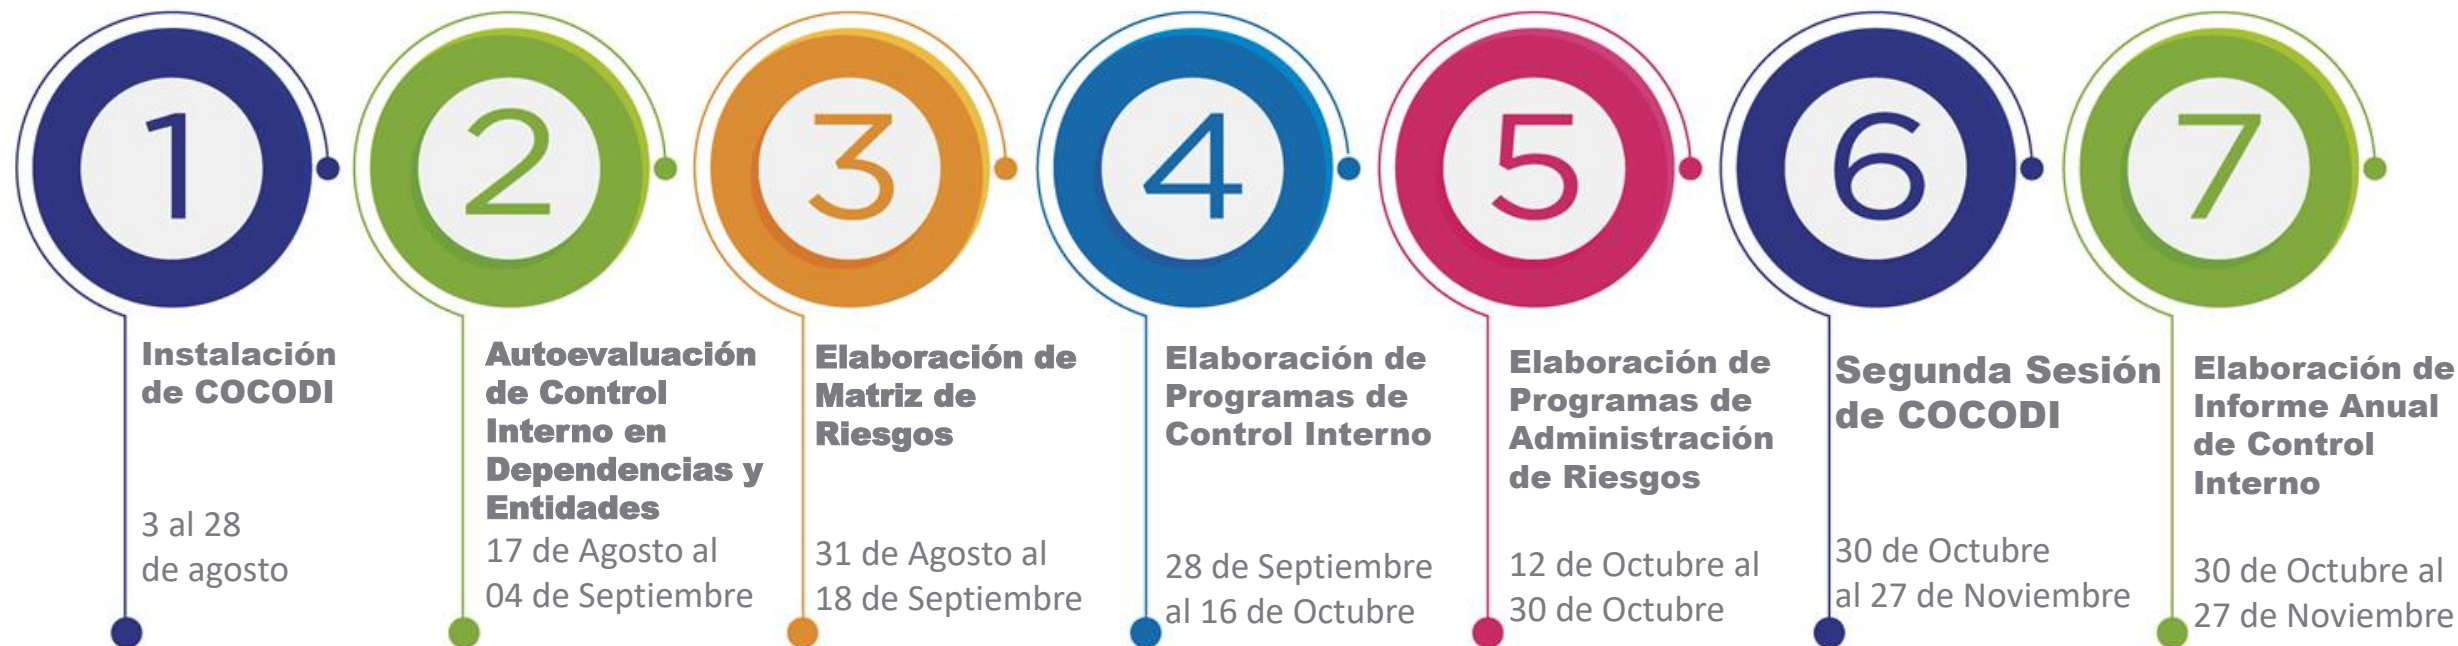 1
Instalación
de COCODI
3 al 28
de agosto
2
Autoevaluación
de Control
Interno en
Dependencias y
Entidades
17 de Agosto al
04 de Septiembre
3
Elaboración de
Matriz de
Riesgos
31 de Agosto al
18 de Septiembre
4
Elaboración de
Programas de
Control Interno
28 de Septiembre
al 16 de Octubre
5
Elaboración de
Programas de
Administración
de Riesgos
12 de Octubre al
30 de Octubre
6
Segunda Sesión
de COCODI
30 de Octubre
al 27 de Noviembre
7
Elaboración de
Informe Anual
de Control
Interno
30 de Octubre al
27 de Noviembre